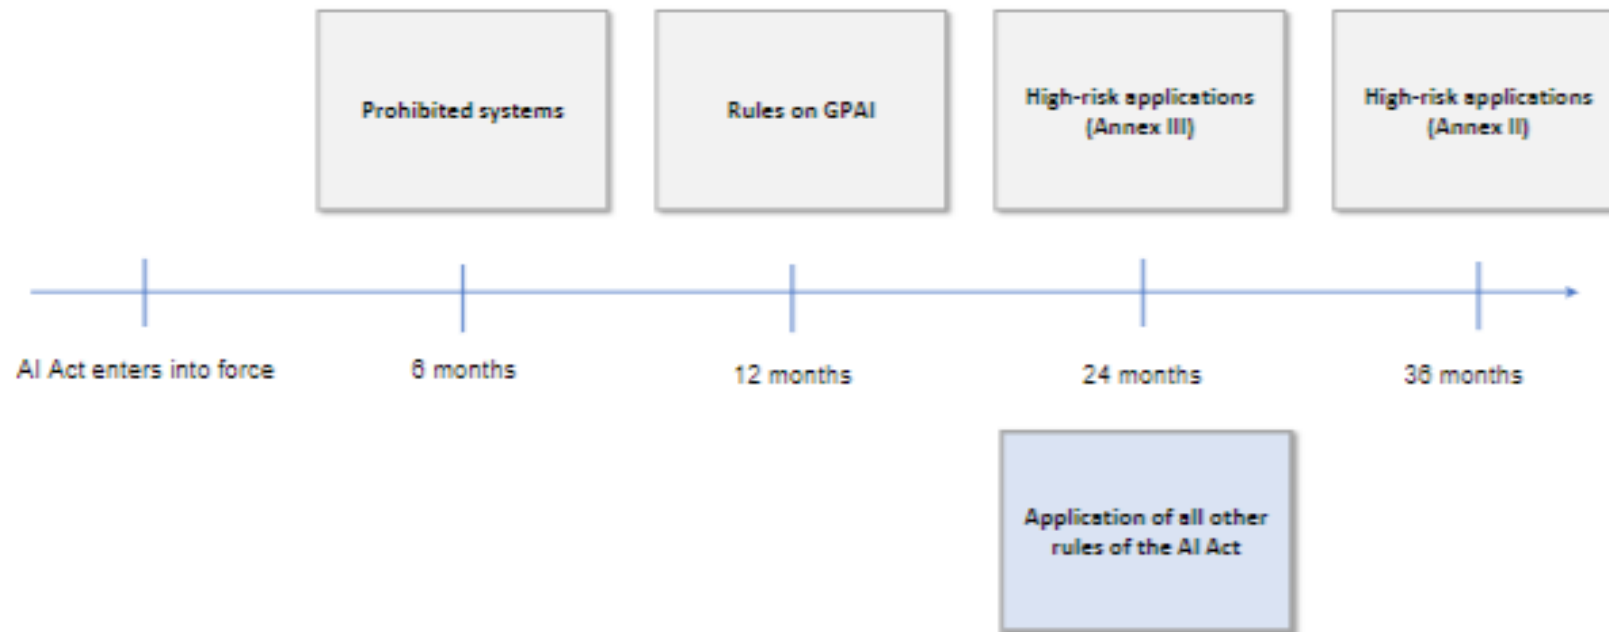 Prohibited systems
Rules on GPAI
High-risk applications
(Annex III)
High-risk applications
(Annex II)
AI Act enters into force
6 months
12 months
24 months
36 months
Application of all other
rules of the AI Act